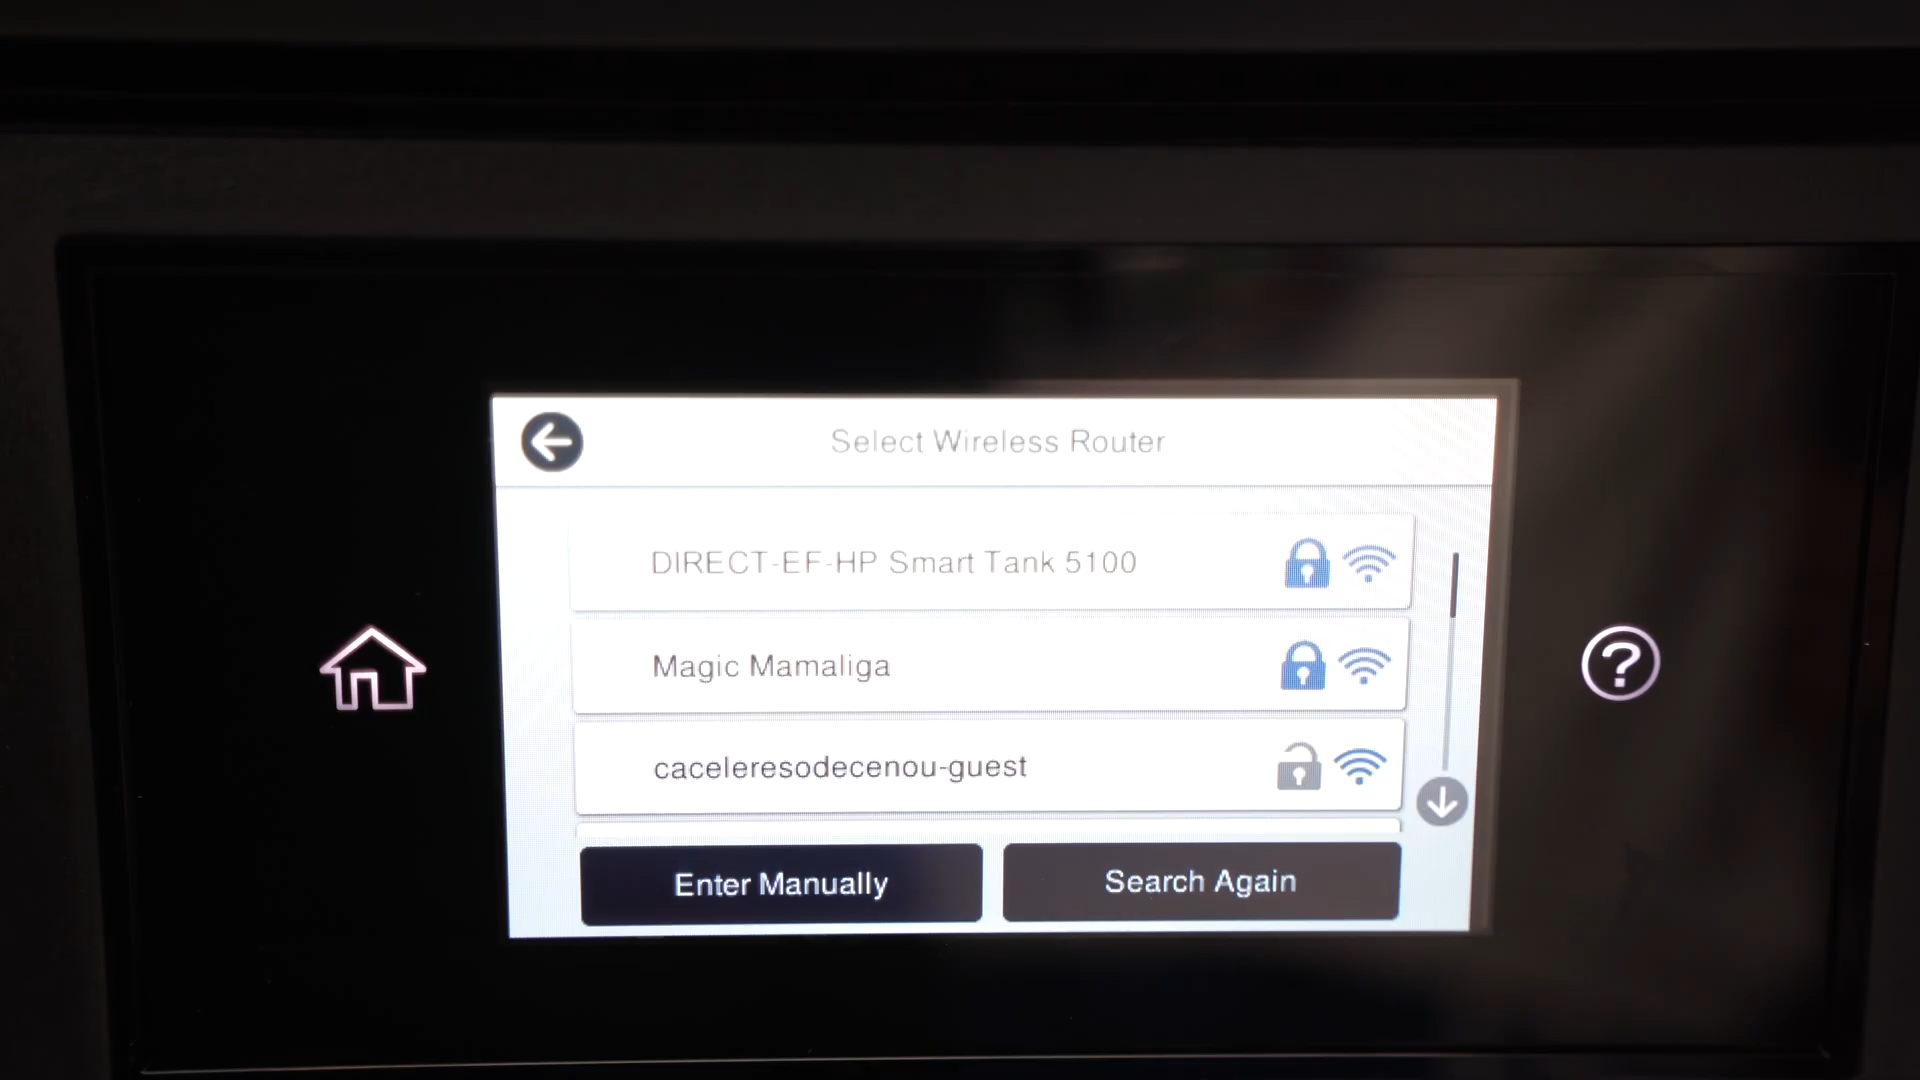 Select Wireless Router
DIRECT-EF-HP Smart Tank 5100
Magic Mamaliga
caceleresodecenou-guest
Enter Manually
Search Again